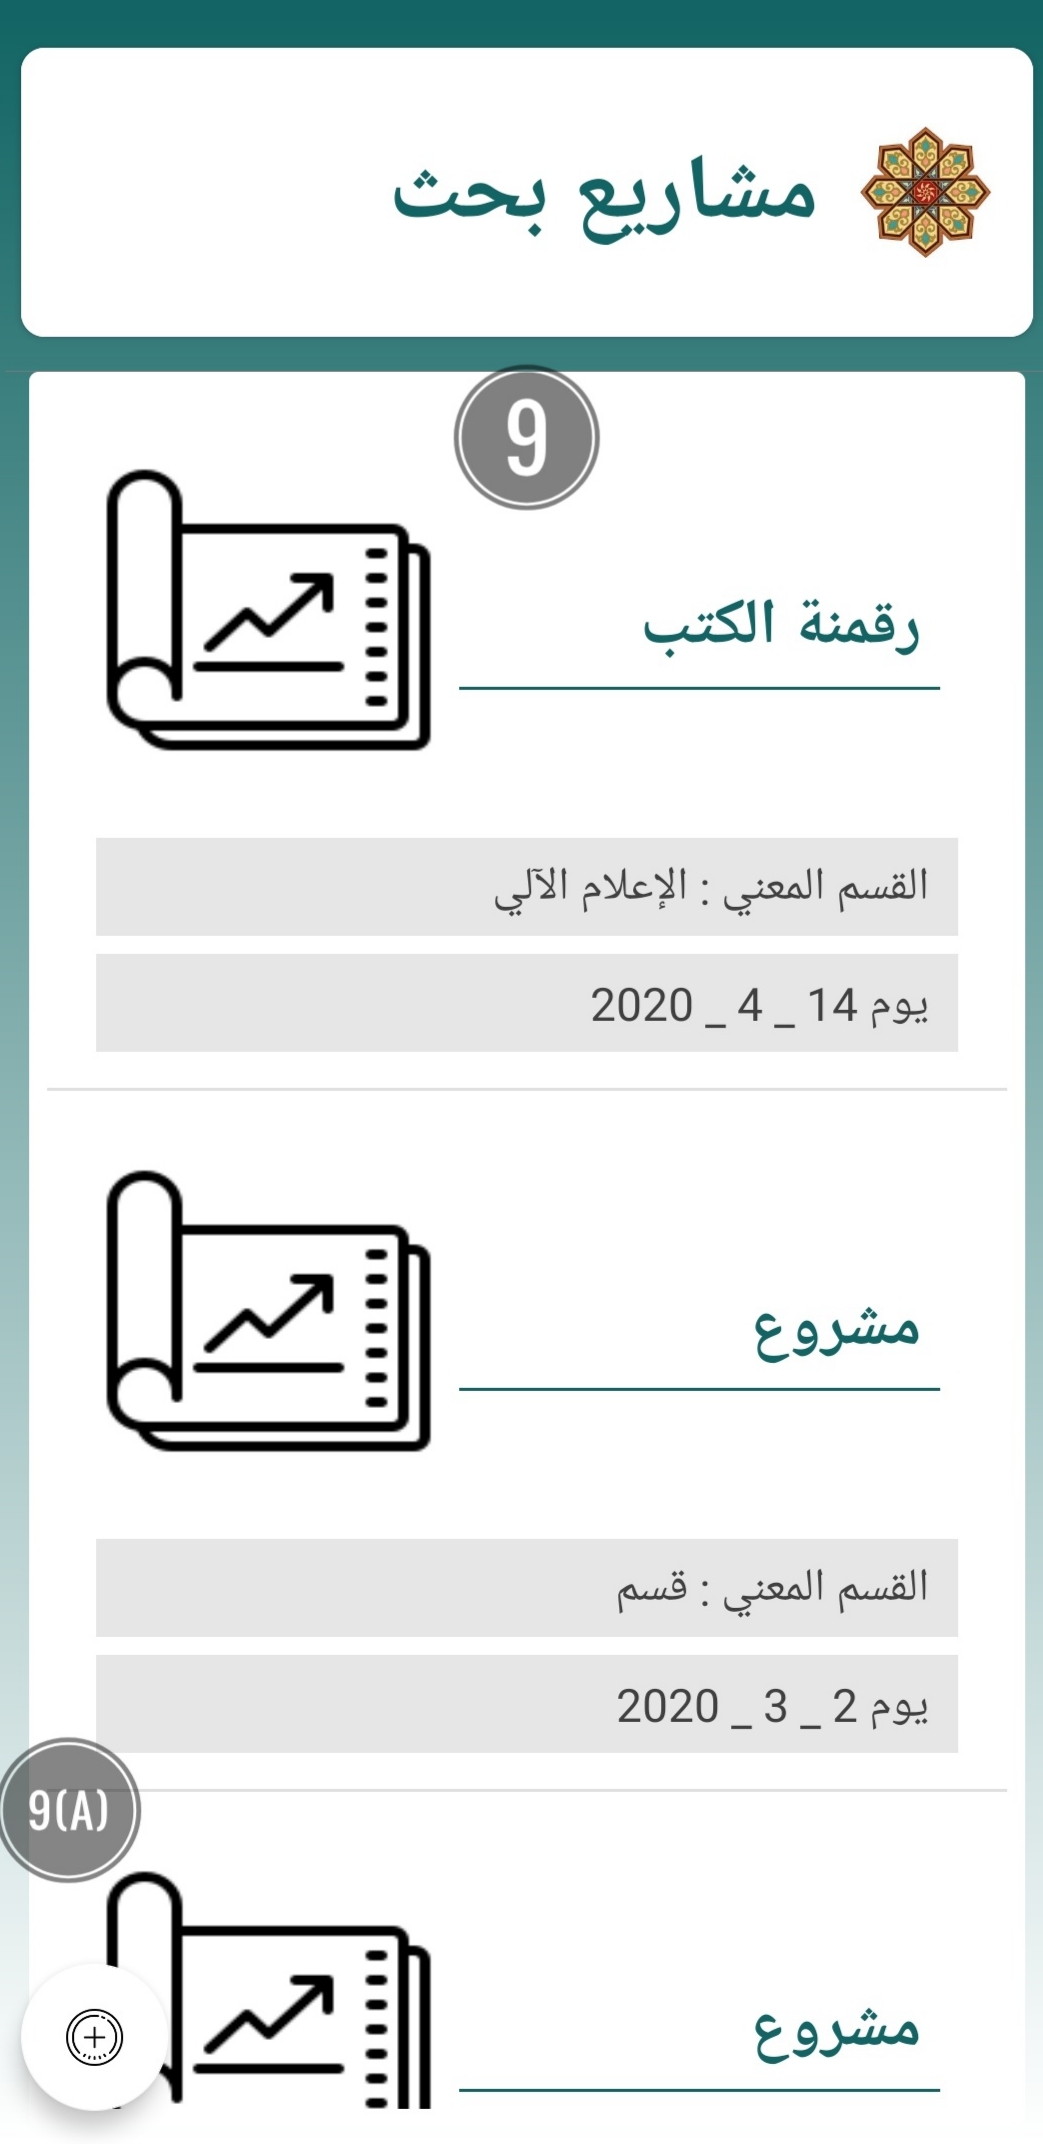 مشاريع بحث
9
رقمنة الكتب
القسم المعني : الإعلام الآلي
يوم 14 _ 4 _ 2020
مشروع
القسم المعني : قسم
يوم 2 _ 3 _ 2020
9(A)
مشروع